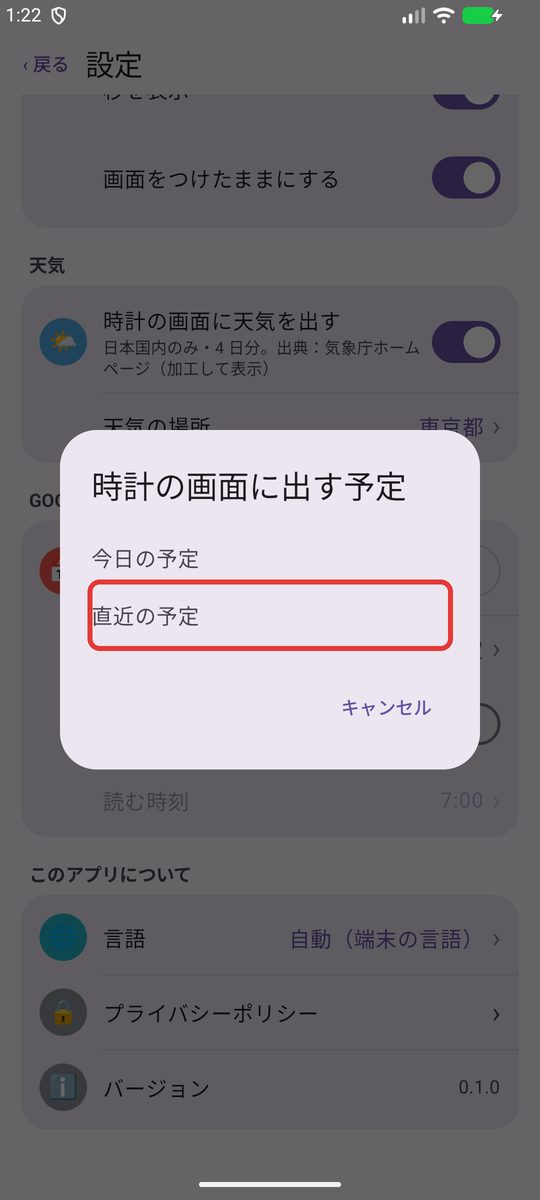 1:22
‹ 戻る 設定
画面をつけたままにする
天気
時計の画面に天気を出す
日本国内のみ・4 日分。出典：気象庁ホーム
ページ（加工して表示）
天気の場所 東京都 ›
時計の画面に出す予定
今日の予定
直近の予定
キャンセル
読む時刻 7:00 ›
このアプリについて
言語 自動（端末の言語） ›
プライバシーポリシー ›
バージョン 0.1.0